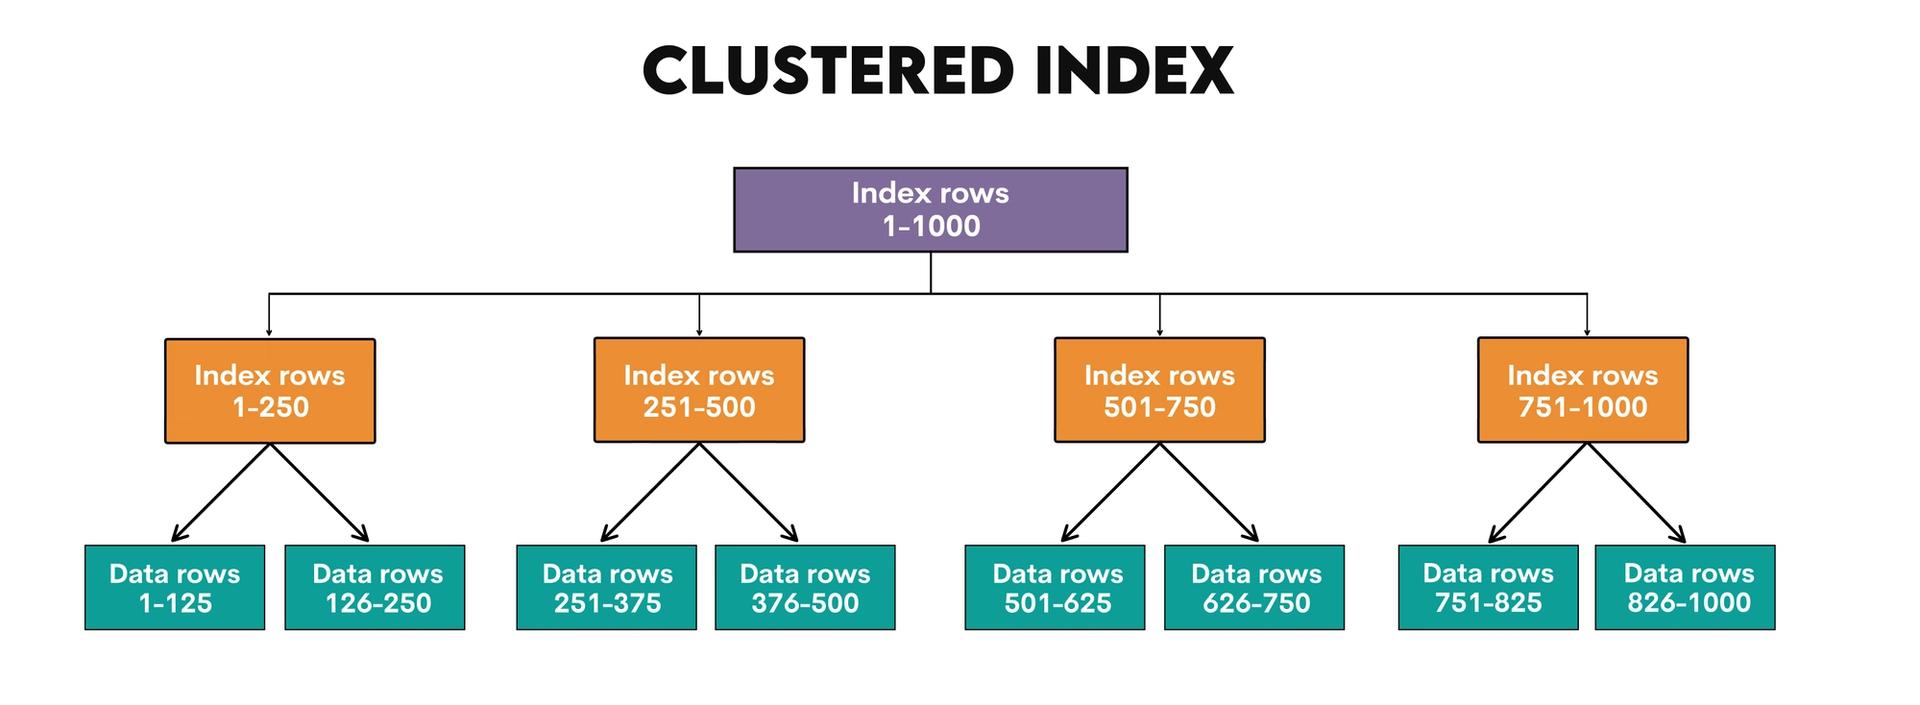 CLUSTERED INDEX
Index rows
1-1000
Index rows
1-250
Index rows
251-500
Index rows
501-750
Index rows
751-1000
Data rows
1-125
Data rows
126-250
Data rows
251-375
Data rows
376-500
Data rows
501-625
Data rows
626-750
Data rows
751-825
Data rows
826-1000